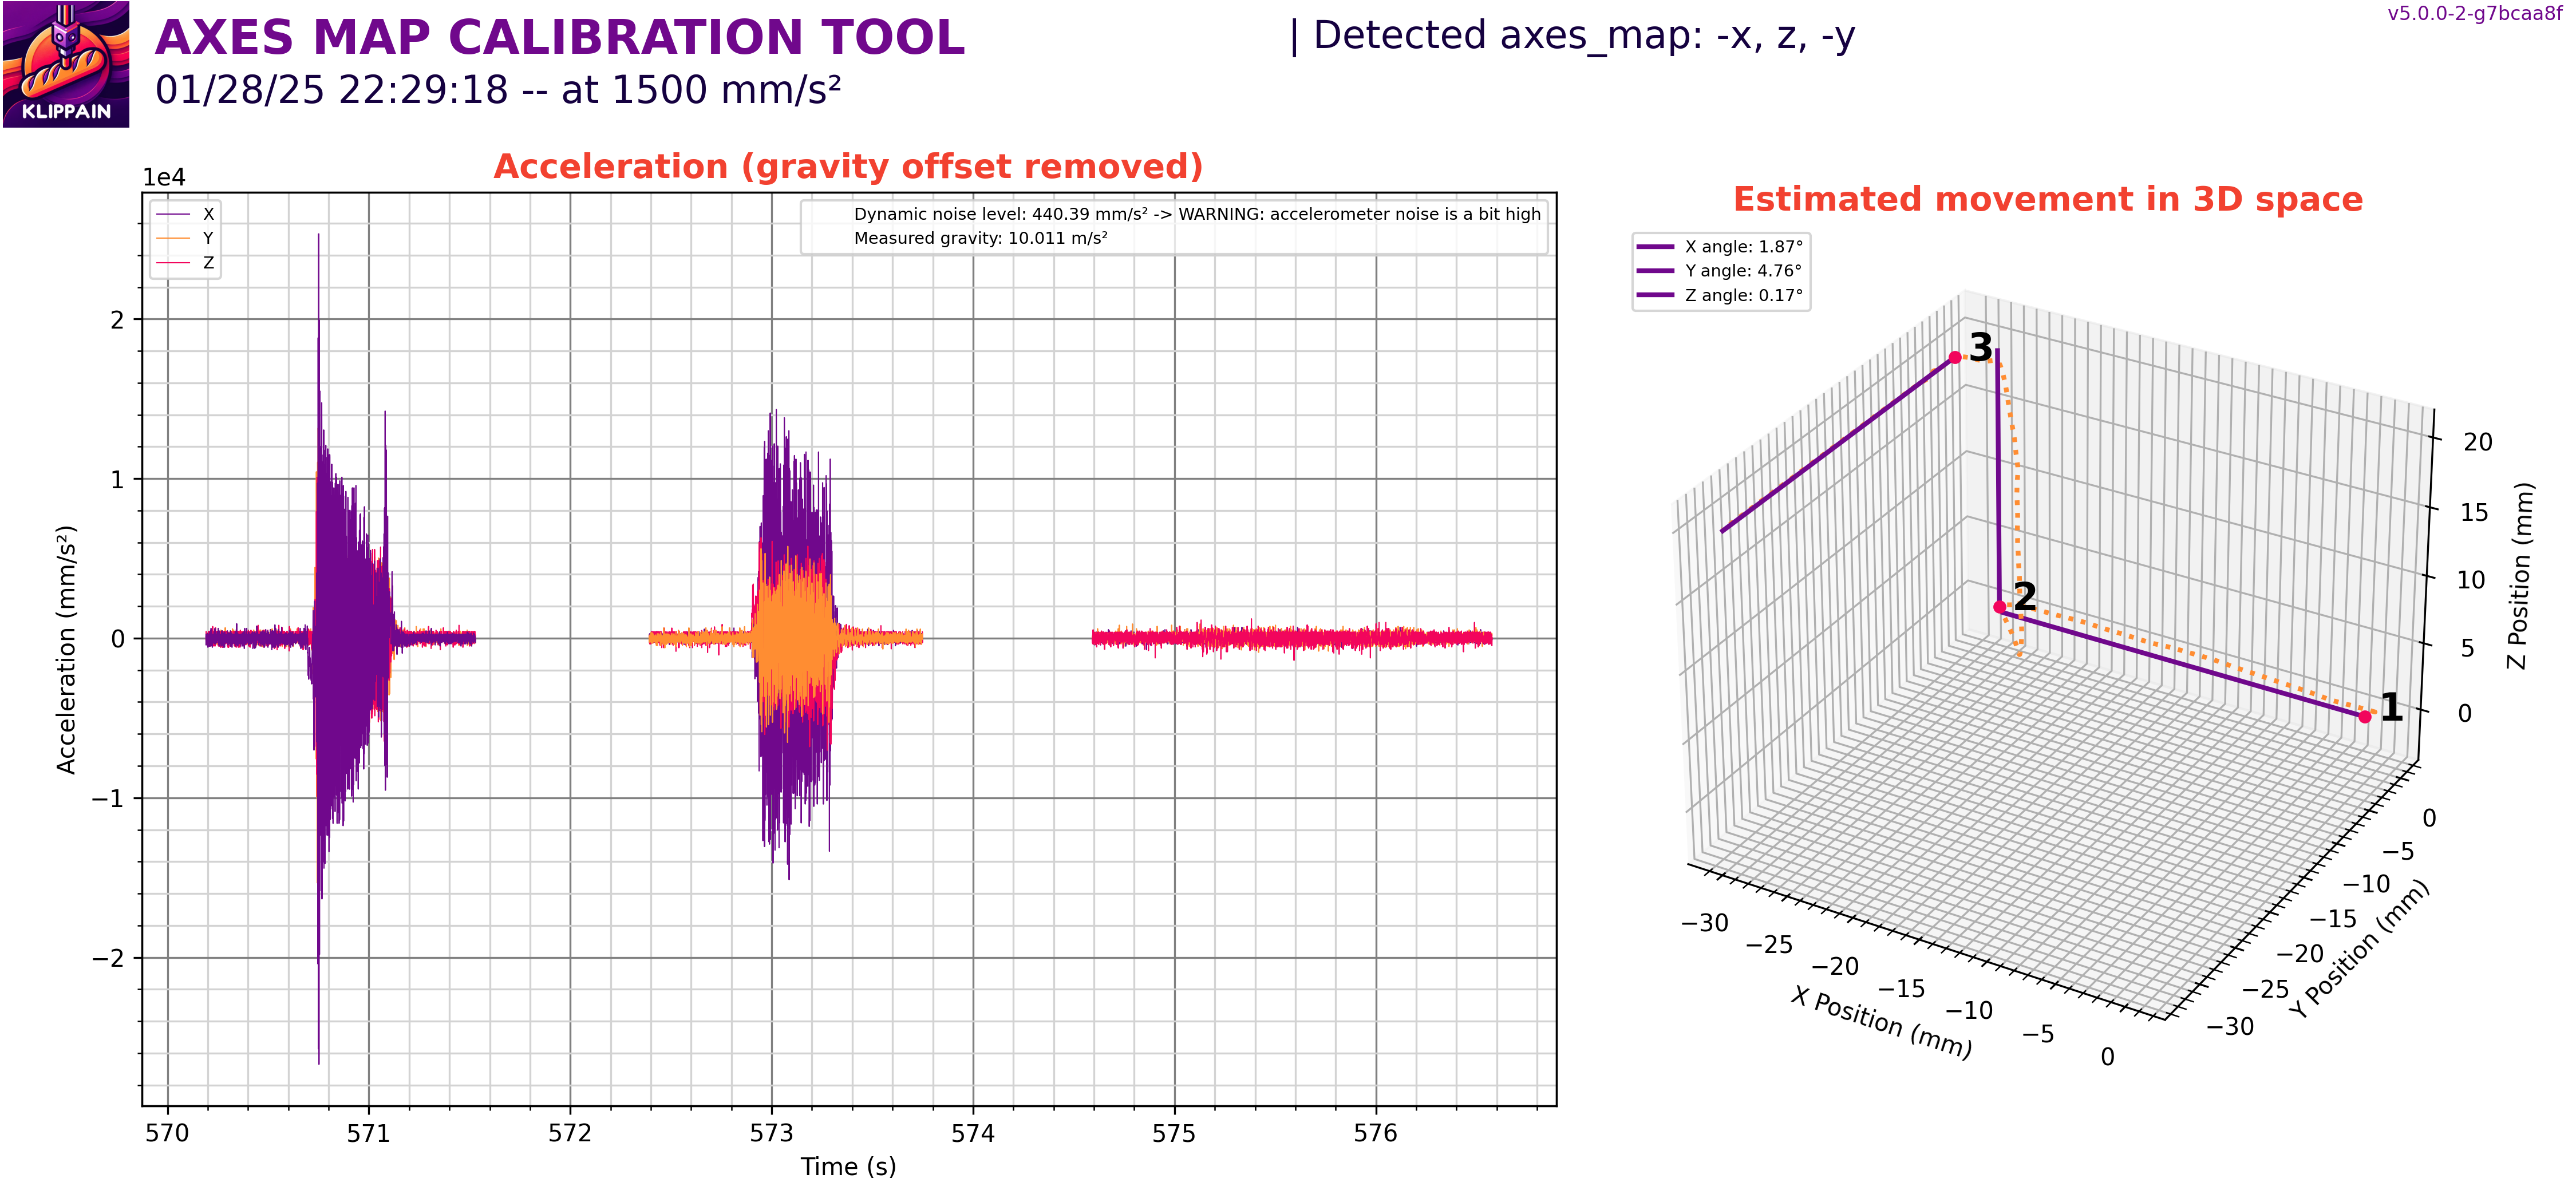 AXES MAP CALIBRATION TOOL
| Detected axes_map: -x, z, -y
v5.0.0-2-g7bcaa8f
01/28/25 22:29:18 -- at 1500 mm/s²
KLIPPAIN
Acceleration (gravity offset removed)
1e4
X
Y
Z
Dynamic noise level: 440.39 mm/s² -> WARNING: accelerometer noise is a bit high
Measured gravity: 10.011 m/s²
2
1
0
−1
−2
Acceleration (mm/s²)
570 571 572 573 574 575 576
Time (s)
Estimated movement in 3D space
X angle: 1.87°
Y angle: 4.76°
Z angle: 0.17°
3
2
1
20
15
10
5
0
Z Position (mm)
0
−5
−10
−15
−20
−25
−30
Y Position (mm)
−30
−25
−20
−15
−10
−5
0
X Position (mm)